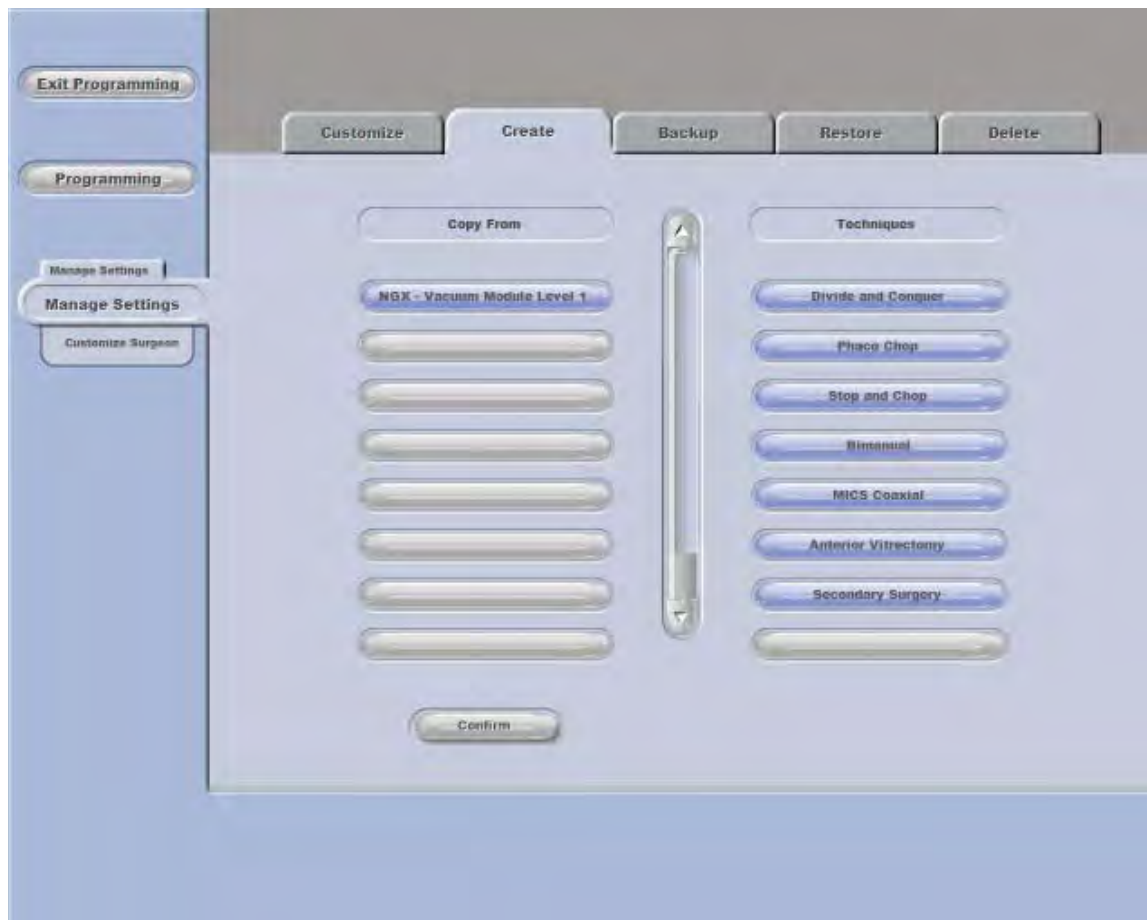 Exit Programming
Programming
Manage Settings
Manage Settings
Customize Surgeon
Customize
Create
Backup
Restore
Delete
Copy From
NGX - Vacuum Module Level 1
Confirm
Techniques
Divide and Conquer
Phaco Chop
Stop and Chop
Bimanual
MICS Coaxial
Anterior Vitrectomy
Secondary Surgery